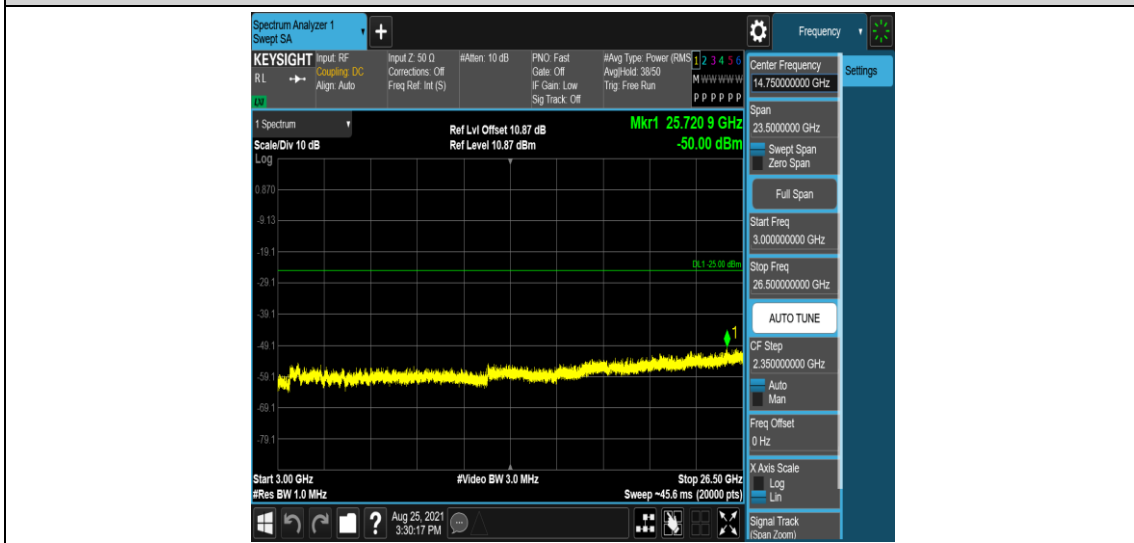 Spectrum Analyzer 1
Swept SA
+
Frequency
KEYSIGHT
RL
LXI
Input: RF
Coupling: DC
Align: Auto
Input Z: 50 Ω
Corrections: Off
Freq Ref: Int (S)
#Atten: 10 dB
PNO: Fast
Gate: Off
IF Gain: Low
Sig Track: Off
#Avg Type: Power (RMS
Avg|Hold: 38/50
Trig: Free Run
1 2 3 4 5 6
M W W W W W
P P P P P P
Center Frequency
14.750000000 GHz
Settings
Span
23.5000000 GHz
Swept Span
Zero Span
Full Span
Start Freq
3.000000000 GHz
Stop Freq
26.500000000 GHz
AUTO TUNE
CF Step
2.350000000 GHz
Auto
Man
Freq Offset
0 Hz
X Axis Scale
Log
Lin
Signal Track
(Span Zoom)
1 Spectrum
Scale/Div 10 dB
Ref Lvl Offset 10.87 dB
Ref Level 10.87 dBm
Mkr1 25.720 9 GHz
-50.00 dBm
Log
0.870
-9.13
-19.1
DL1 -25.00 dBm
-29.1
-39.1
1
-49.1
-59.1
-69.1
-79.1
Start 3.00 GHz
#Res BW 1.0 MHz
#Video BW 3.0 MHz
Stop 26.50 GHz
Sweep ~45.6 ms (20000 pts)
?
Aug 25, 2021
3:30:17 PM